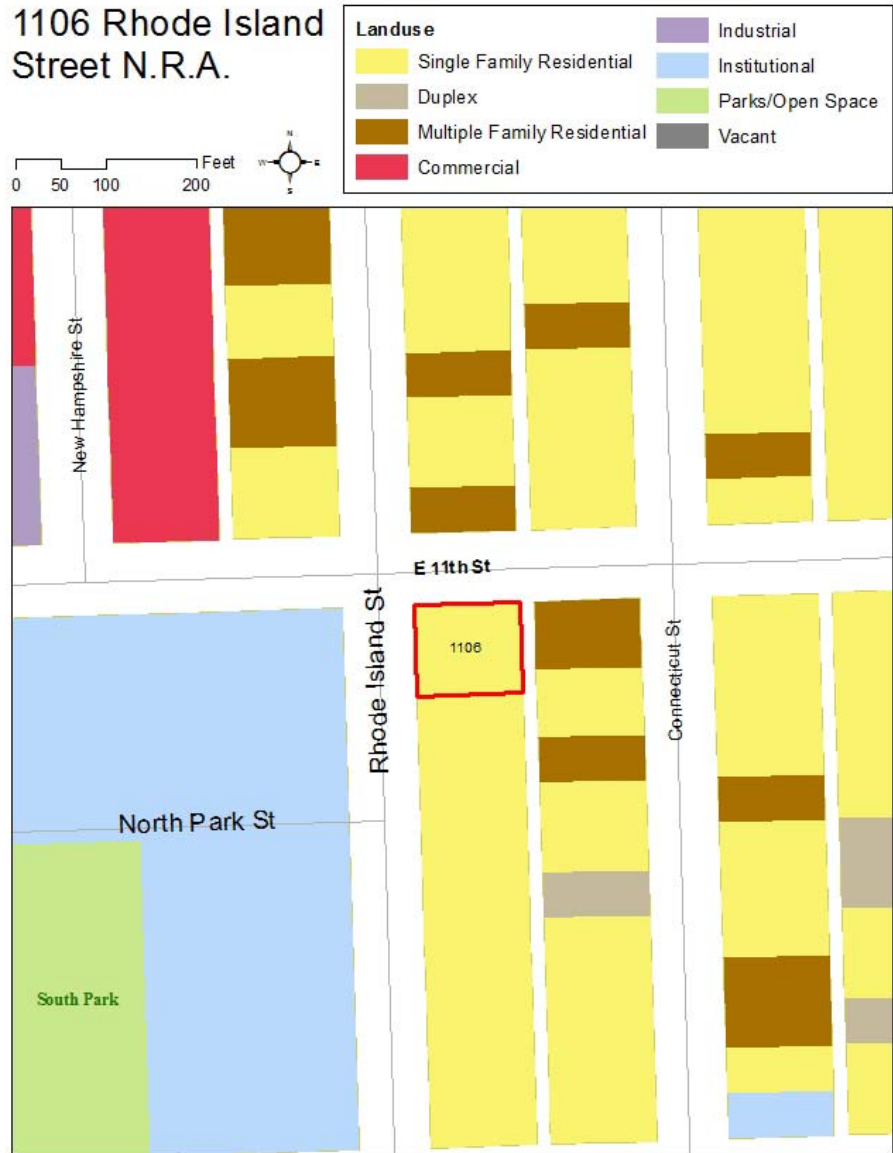 1106 Rhode Island
Street N.R.A.
Feet
0 50 100 200
N
W E
S
Landuse
Single Family Residential
Duplex
Multiple Family Residential
Commercial
Industrial
Institutional
Parks/Open Space
Vacant
New Hampshire St
E 11th St
Rhode Island St
1106
Connecticut St
North Park St
South Park